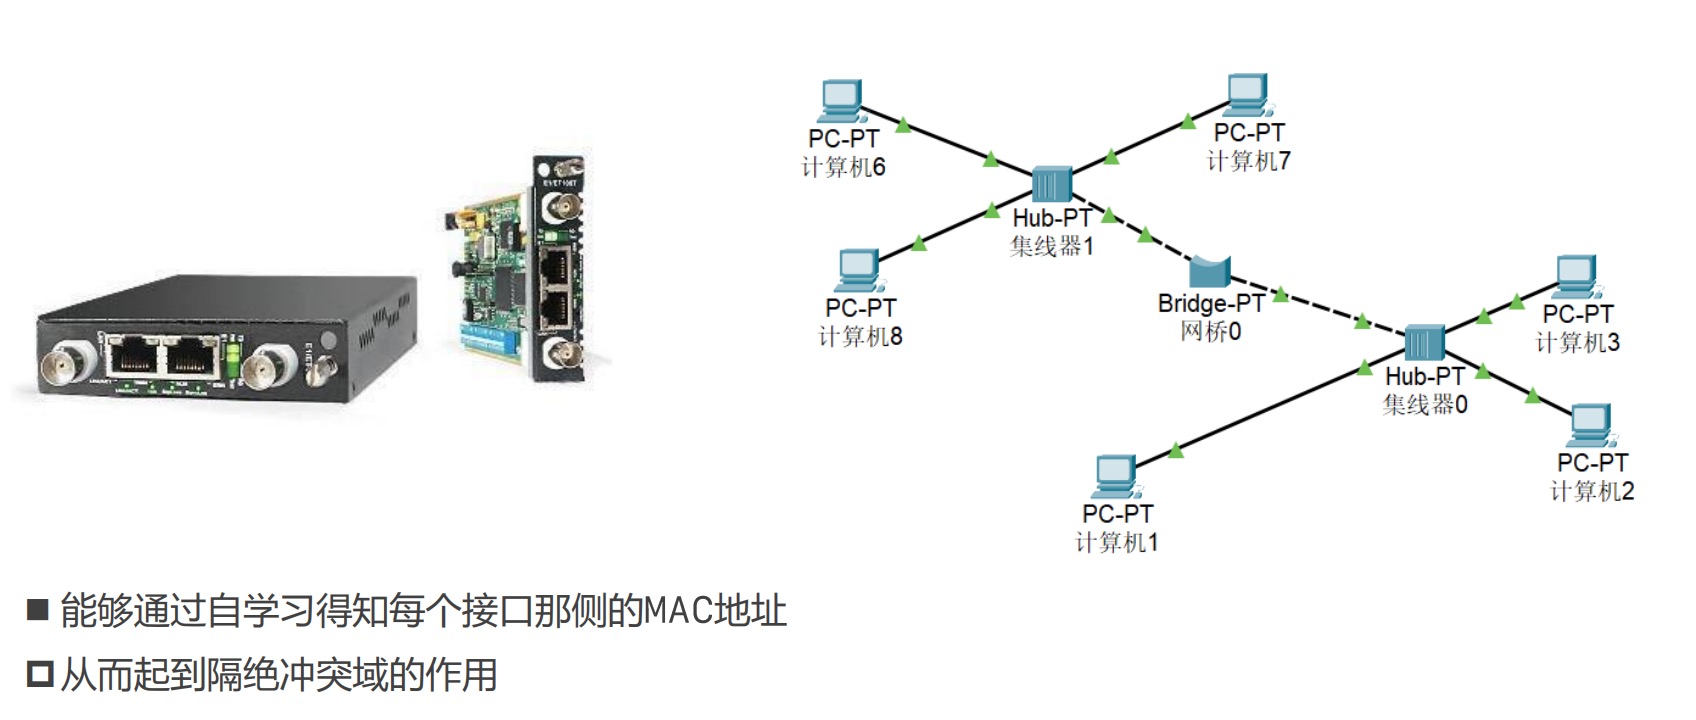 PC-PT
计算机6
PC-PT
计算机7
Hub-PT
集线器1
PC-PT
计算机8
Bridge-PT
网桥0
PC-PT
计算机3
Hub-PT
集线器0
PC-PT
计算机2
PC-PT
计算机1
能够通过自学习得知每个接口那侧的MAC地址
从而起到隔绝冲突域的作用